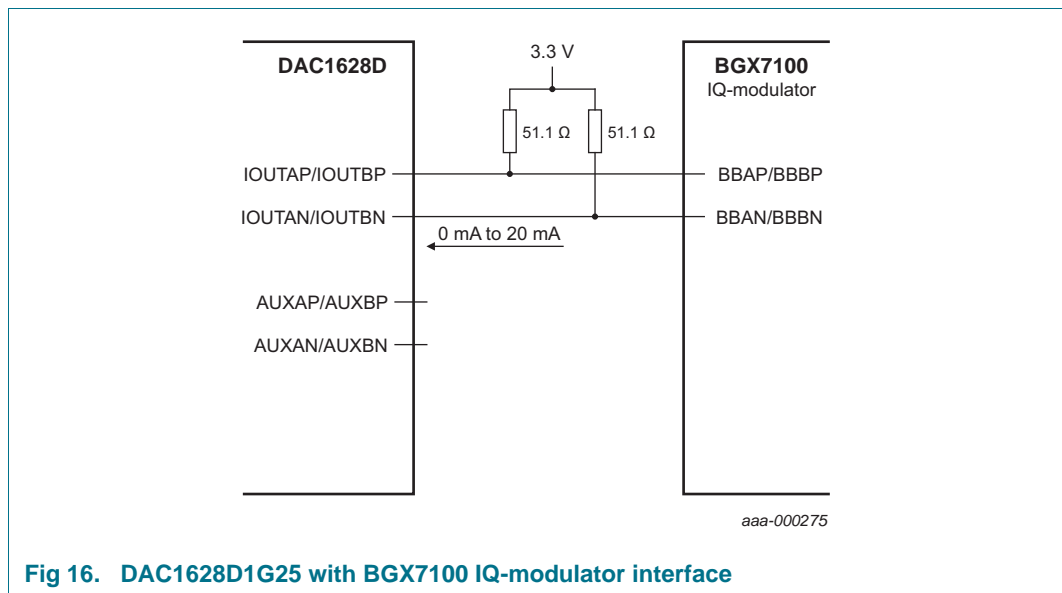 3.3 V
DAC1628D
BGX7100
IQ-modulator
51.1 Ω
51.1 Ω
IOUTAP/IOUTBP
BBAP/BBBP
IOUTAN/IOUTBN
BBAN/BBBN
0 mA to 20 mA
AUXAP/AUXBP
AUXAN/AUXBN
aaa-000275
Fig 16. DAC1628D1G25 with BGX7100 IQ-modulator interface